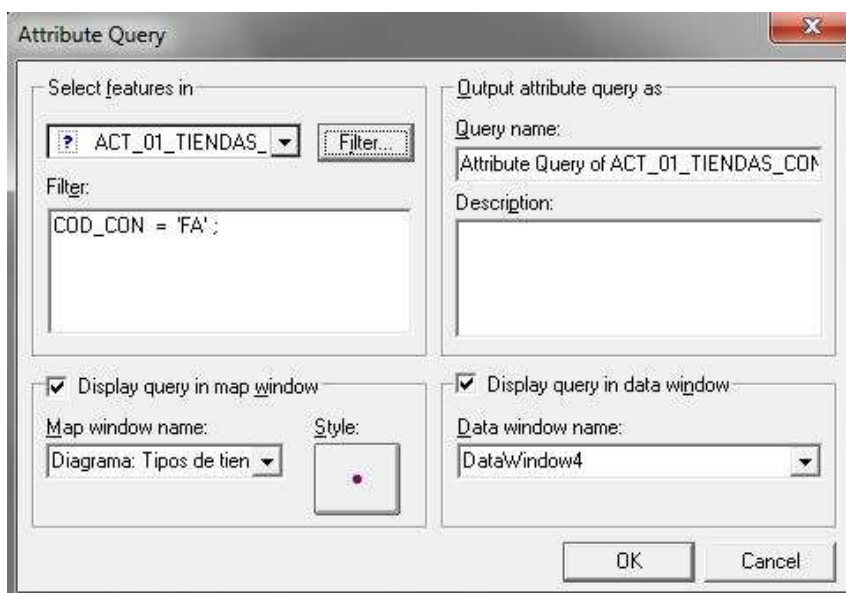 Attribute Query
Select features in
? ACT_01_TIENDAS_
Filter...
Filter:
COD_CON = 'FA' ;
Output attribute query as
Query name:
Attribute Query of ACT_01_TIENDAS_CON
Description:
Display query in map window
Map window name:
Style:
Diagrama: Tipos de tien
Display query in data window
Data window name:
DataWindow4
OK
Cancel